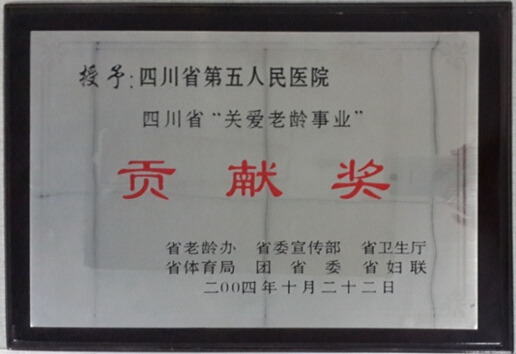 授予:四川省第五人民医院
四川省“关爱老龄事业”
贡献奖
省老龄办 省委宣传部 省卫生厅
省体育局 团省委 省妇联
二00四年十月二十二日